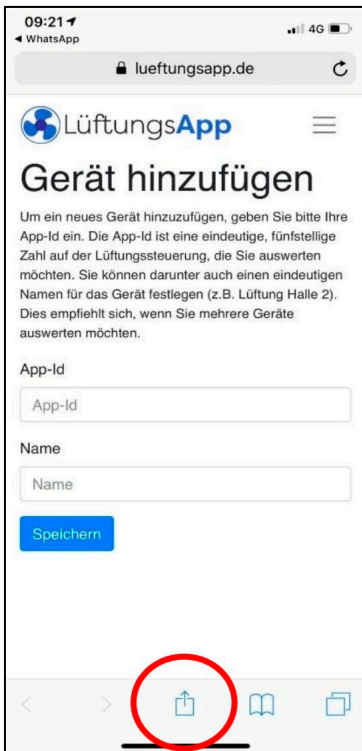 09:21
4G
◀ WhatsApp
lueftungsapp.de
LüftungsApp
Gerät hinzufügen
Um ein neues Gerät hinzuzufügen, geben Sie bitte Ihre
App-Id ein. Die App-Id ist eine eindeutige, fünfstellige
Zahl auf der Lüftungssteuerung, die Sie auswerten
möchten. Sie können darunter auch einen eindeutigen
Namen für das Gerät festlegen (z.B. Lüftung Halle 2).
Dies empfiehlt sich, wenn Sie mehrere Geräte
auswerten möchten.
App-Id
App-Id
Name
Name
Speichern